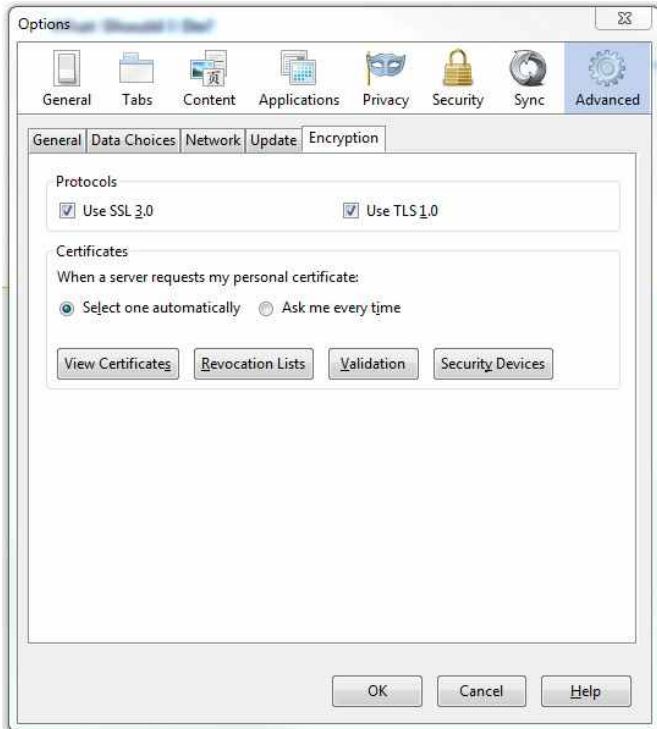 Options
General Tabs Content Applications Privacy Security Sync Advanced
General Data Choices Network Update Encryption
Protocols
Use SSL 3.0 Use TLS 1.0
Certificates
When a server requests my personal certificate:
Select one automatically Ask me every time
View Certificates Revocation Lists Validation Security Devices
OK Cancel Help